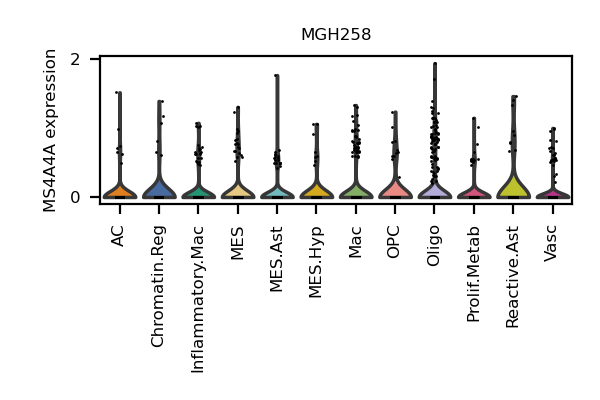 MGH258
MS4A4A expression
2
0
AC
Chromatin.Reg
Inflammatory.Mac
MES
MES.Ast
MES.Hyp
Mac
OPC
Oligo
Prolif.Metab
Reactive.Ast
Vasc